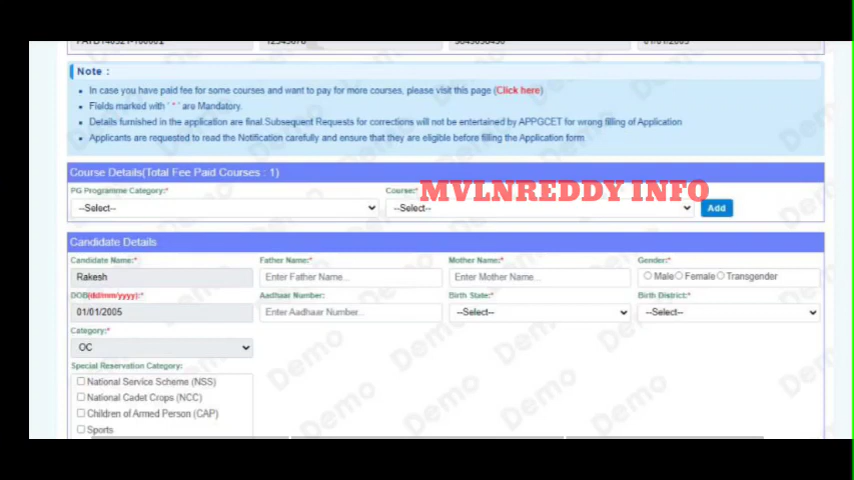 Note :
In case you have paid fee for some courses and want to pay for more courses, please visit this page (Click here)
Fields marked with ' * ' are Mandatory.
Details furnished in the application are final.Subsequent Requests for corrections will not be entertained by APPGCET for wrong filling of Application
Applicants are requested to read the Notification carefully and ensure that they are eligible before filling the Application form
Course Details(Total Fee Paid Courses : 1)
PG Programme Category:* Course:*
MVLNREDDY INFO
--Select-- --Select-- Add
Candidate Details
Candidate Name:* Father Name:* Mother Name:* Gender:*
Rakesh Enter Father Name.. Enter Mother Name.. Male Female Transgender
DOB(dd/mm/yyyy):* Aadhaar Number: Birth State:* Birth District:*
01/01/2005 Enter Aadhaar Number.. --Select-- --Select--
Category:*
OC
Special Reservation Category:
National Service Scheme (NSS)
National Cadet Crops (NCC)
Children of Armed Person (CAP)
Sports
Demo